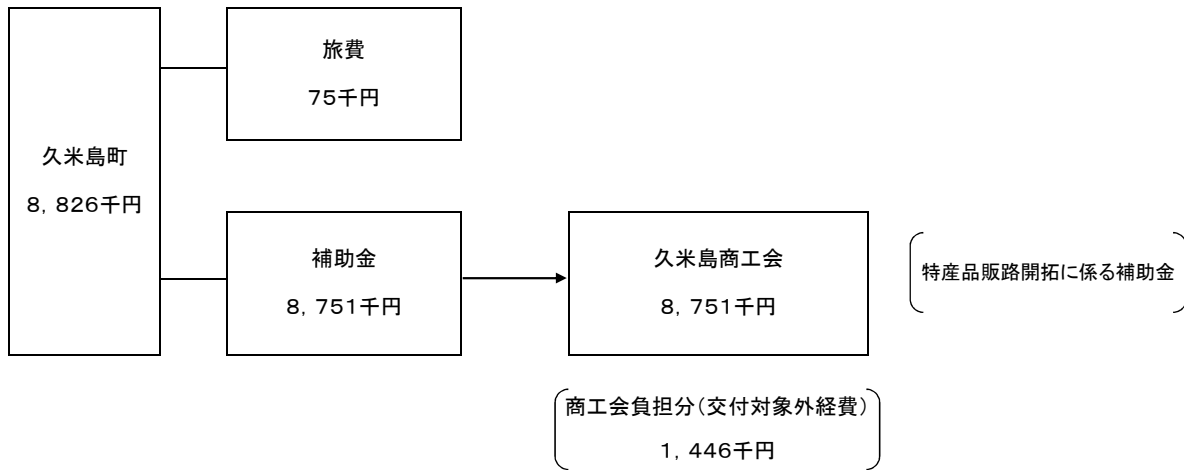 久米島町
8,826千円
旅費
75千円
補助金
8,751千円
久米島商工会
8,751千円
特産品販路開拓に係る補助金
商工会負担分(交付対象外経費)
1,446千円